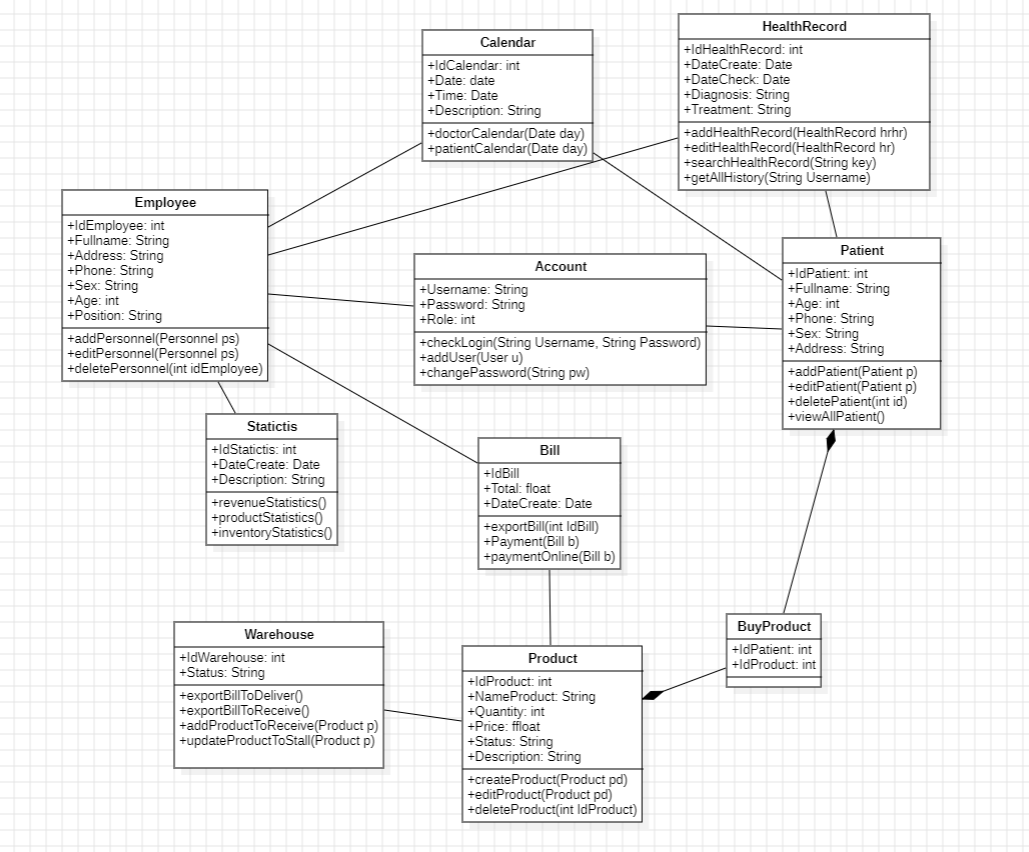 Calendar
+IdCalendar: int
+Date: date
+Time: Date
+Description: String
+doctorCalendar(Date day)
+patientCalendar(Date day)
HealthRecord
+IdHealthRecord: int
+DateCreate: Date
+DateCheck: Date
+Diagnosis: String
+Treatment: String
+addHealthRecord(HealthRecord hrhr)
+editHealthRecord(HealthRecord hr)
+searchHealthRecord(String key)
+getAllHistory(String Username)
Employee
+IdEmployee: int
+Fullname: String
+Address: String
+Phone: String
+Sex: String
+Age: int
+Position: String
+addPersonnel(Personnel ps)
+editPersonnel(Personnel ps)
+deletePersonnel(int idEmployee)
Account
+Username: String
+Password: String
+Role: int
+checkLogin(String Username, String Password)
+addUser(User u)
+changePassword(String pw)
Patient
+IdPatient: int
+Fullname: String
+Age: int
+Phone: String
+Sex: String
+Address: String
+addPatient(Patient p)
+editPatient(Patient p)
+deletePatient(int id)
+viewAllPatient()
Statictis
+IdStatictis: int
+DateCreate: Date
+Description: String
+revenueStatistics()
+productStatistics()
+inventoryStatistics()
Bill
+IdBill
+Total: float
+DateCreate: Date
+exportBill(int IdBill)
+Payment(Bill b)
+paymentOnline(Bill b)
Warehouse
+IdWarehouse: int
+Status: String
+exportBillToDeliver()
+exportBillToReceive()
+addProductToReceive(Product p)
+updateProductToStall(Product p)
Product
+IdProduct: int
+NameProduct: String
+Quantity: int
+Price: ffloat
+Status: String
+Description: String
+createProduct(Product pd)
+editProduct(Product pd)
+deleteProduct(int IdProduct)
BuyProduct
+IdPatient: int
+IdProduct: int